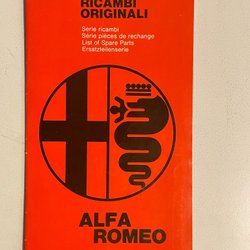 RICAMBI
ORIGINALI
Serie ricambi
Série pièces de rechange
List of Spare Parts
Ersatzteilenserie
ALFA
ROMEO